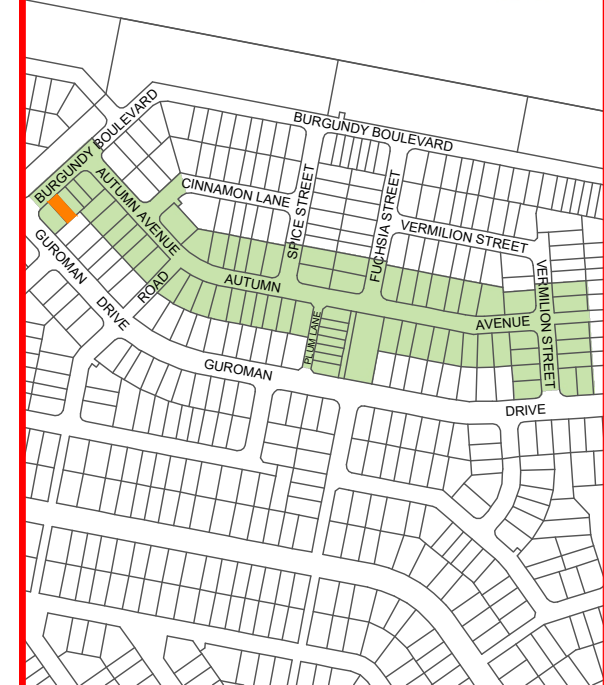 BURGUNDY BOULEVARD
BURGUNDY BOULEVARD
AUTUMN AVENUE
CINNAMON LANE
SPICE STREET
FUCHSIA STREET
VERMILION STREET
GUROMAN
DRIVE
ROAD
AUTUMN
AVENUE
VERMILION STREET
PLUM LANE
GUROMAN
DRIVE